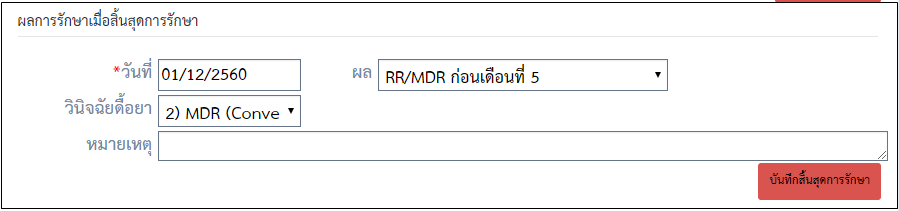 ผลการรักษาเมื่อสิ้นสุดการรักษา
*วันที่ 01/12/2560 ผล RR/MDR ก่อนเดือนที่ 5
วินิจฉัยดื้อยา 2) MDR (Conve
หมายเหตุ
บันทึกสิ้นสุดการรักษา